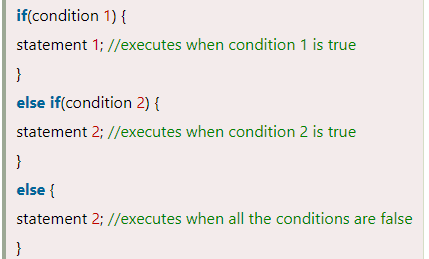 if(condition 1) {
statement 1; //executes when condition 1 is true
}
else if(condition 2) {
statement 2; //executes when condition 2 is true
}
else {
statement 2; //executes when all the conditions are false
}